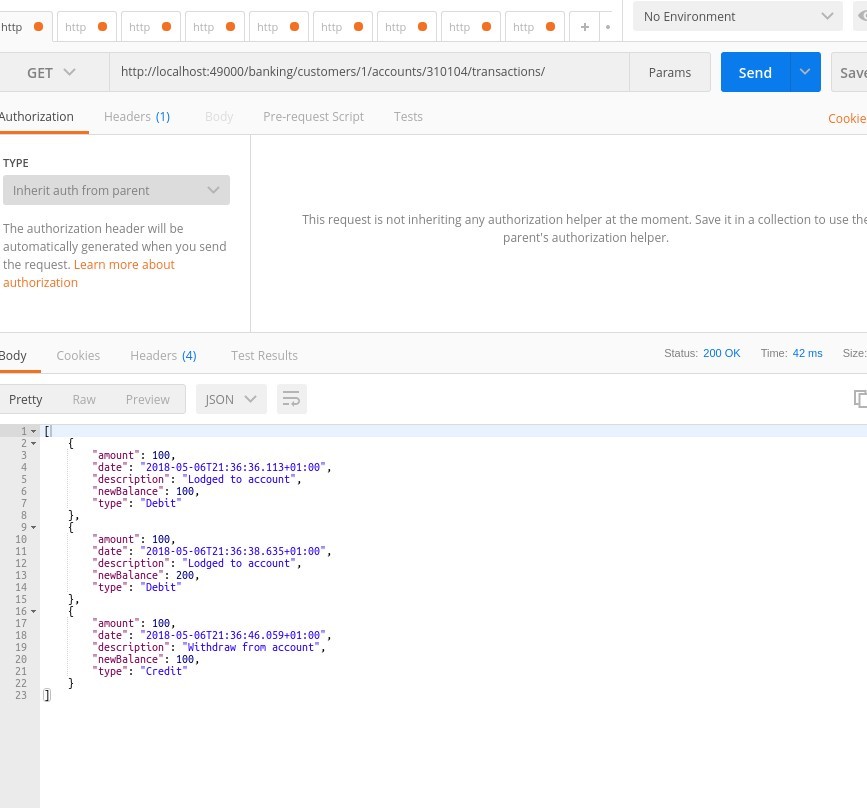 http http http http http http http http http + No Environment
GET http://localhost:49000/banking/customers/1/accounts/310104/transactions/ Params Send Save
Authorization Headers (1) Body Pre-request Script Tests Cookie
TYPE
Inherit auth from parent
The authorization header will be
automatically generated when you send
the request. Learn more about
authorization
This request is not inheriting any authorization helper at the moment. Save it in a collection to use the
parent's authorization helper.
Body Cookies Headers (4) Test Results Status: 200 OK Time: 42 ms Size:
Pretty Raw Preview JSON
1 [
2 {
3 "amount": 100,
4 "date": "2018-05-06T21:36:36.113+01:00",
5 "description": "Lodged to account",
6 "newBalance": 100,
7 "type": "Debit"
8 },
9 {
10 "amount": 100,
11 "date": "2018-05-06T21:36:38.635+01:00",
12 "description": "Lodged to account",
13 "newBalance": 200,
14 "type": "Debit"
15 },
16 {
17 "amount": 100,
18 "date": "2018-05-06T21:36:46.059+01:00",
19 "description": "Withdraw from account",
20 "newBalance": 100,
21 "type": "Credit"
22 }
23 ]